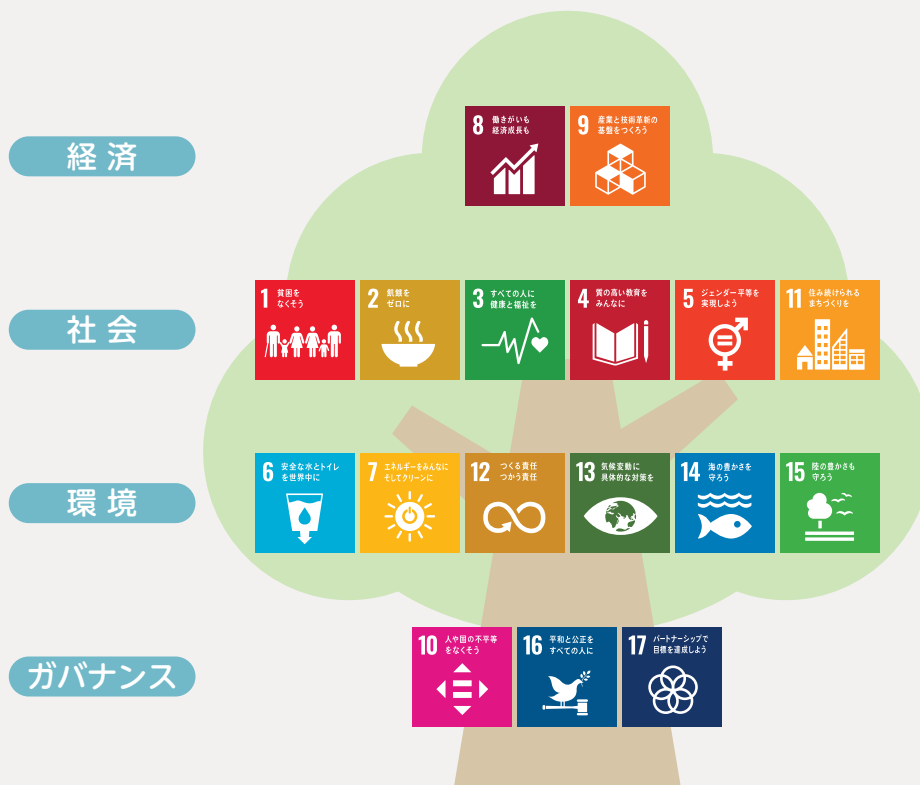 経済
8 働きがいも
経済成長も
9 産業と技術革新の
基盤をつくろう
社会
1 貧困を
なくそう
2 飢餓を
ゼロに
3 すべての人に
健康と福祉を
4 質の高い教育を
みんなに
5 ジェンダー平等を
実現しよう
11 住み続けられる
まちづくりを
環境
6 安全な水とトイレ
を世界中に
7 エネルギーをみんなに
そしてクリーンに
12 つくる責任
つかう責任
13 気候変動に
具体的な対策を
14 海の豊かさを
守ろう
15 陸の豊かさも
守ろう
ガバナンス
10 人や国の不平等
をなくそう
16 平和と公正を
すべての人に
17 パートナーシップで
目標を達成しよう